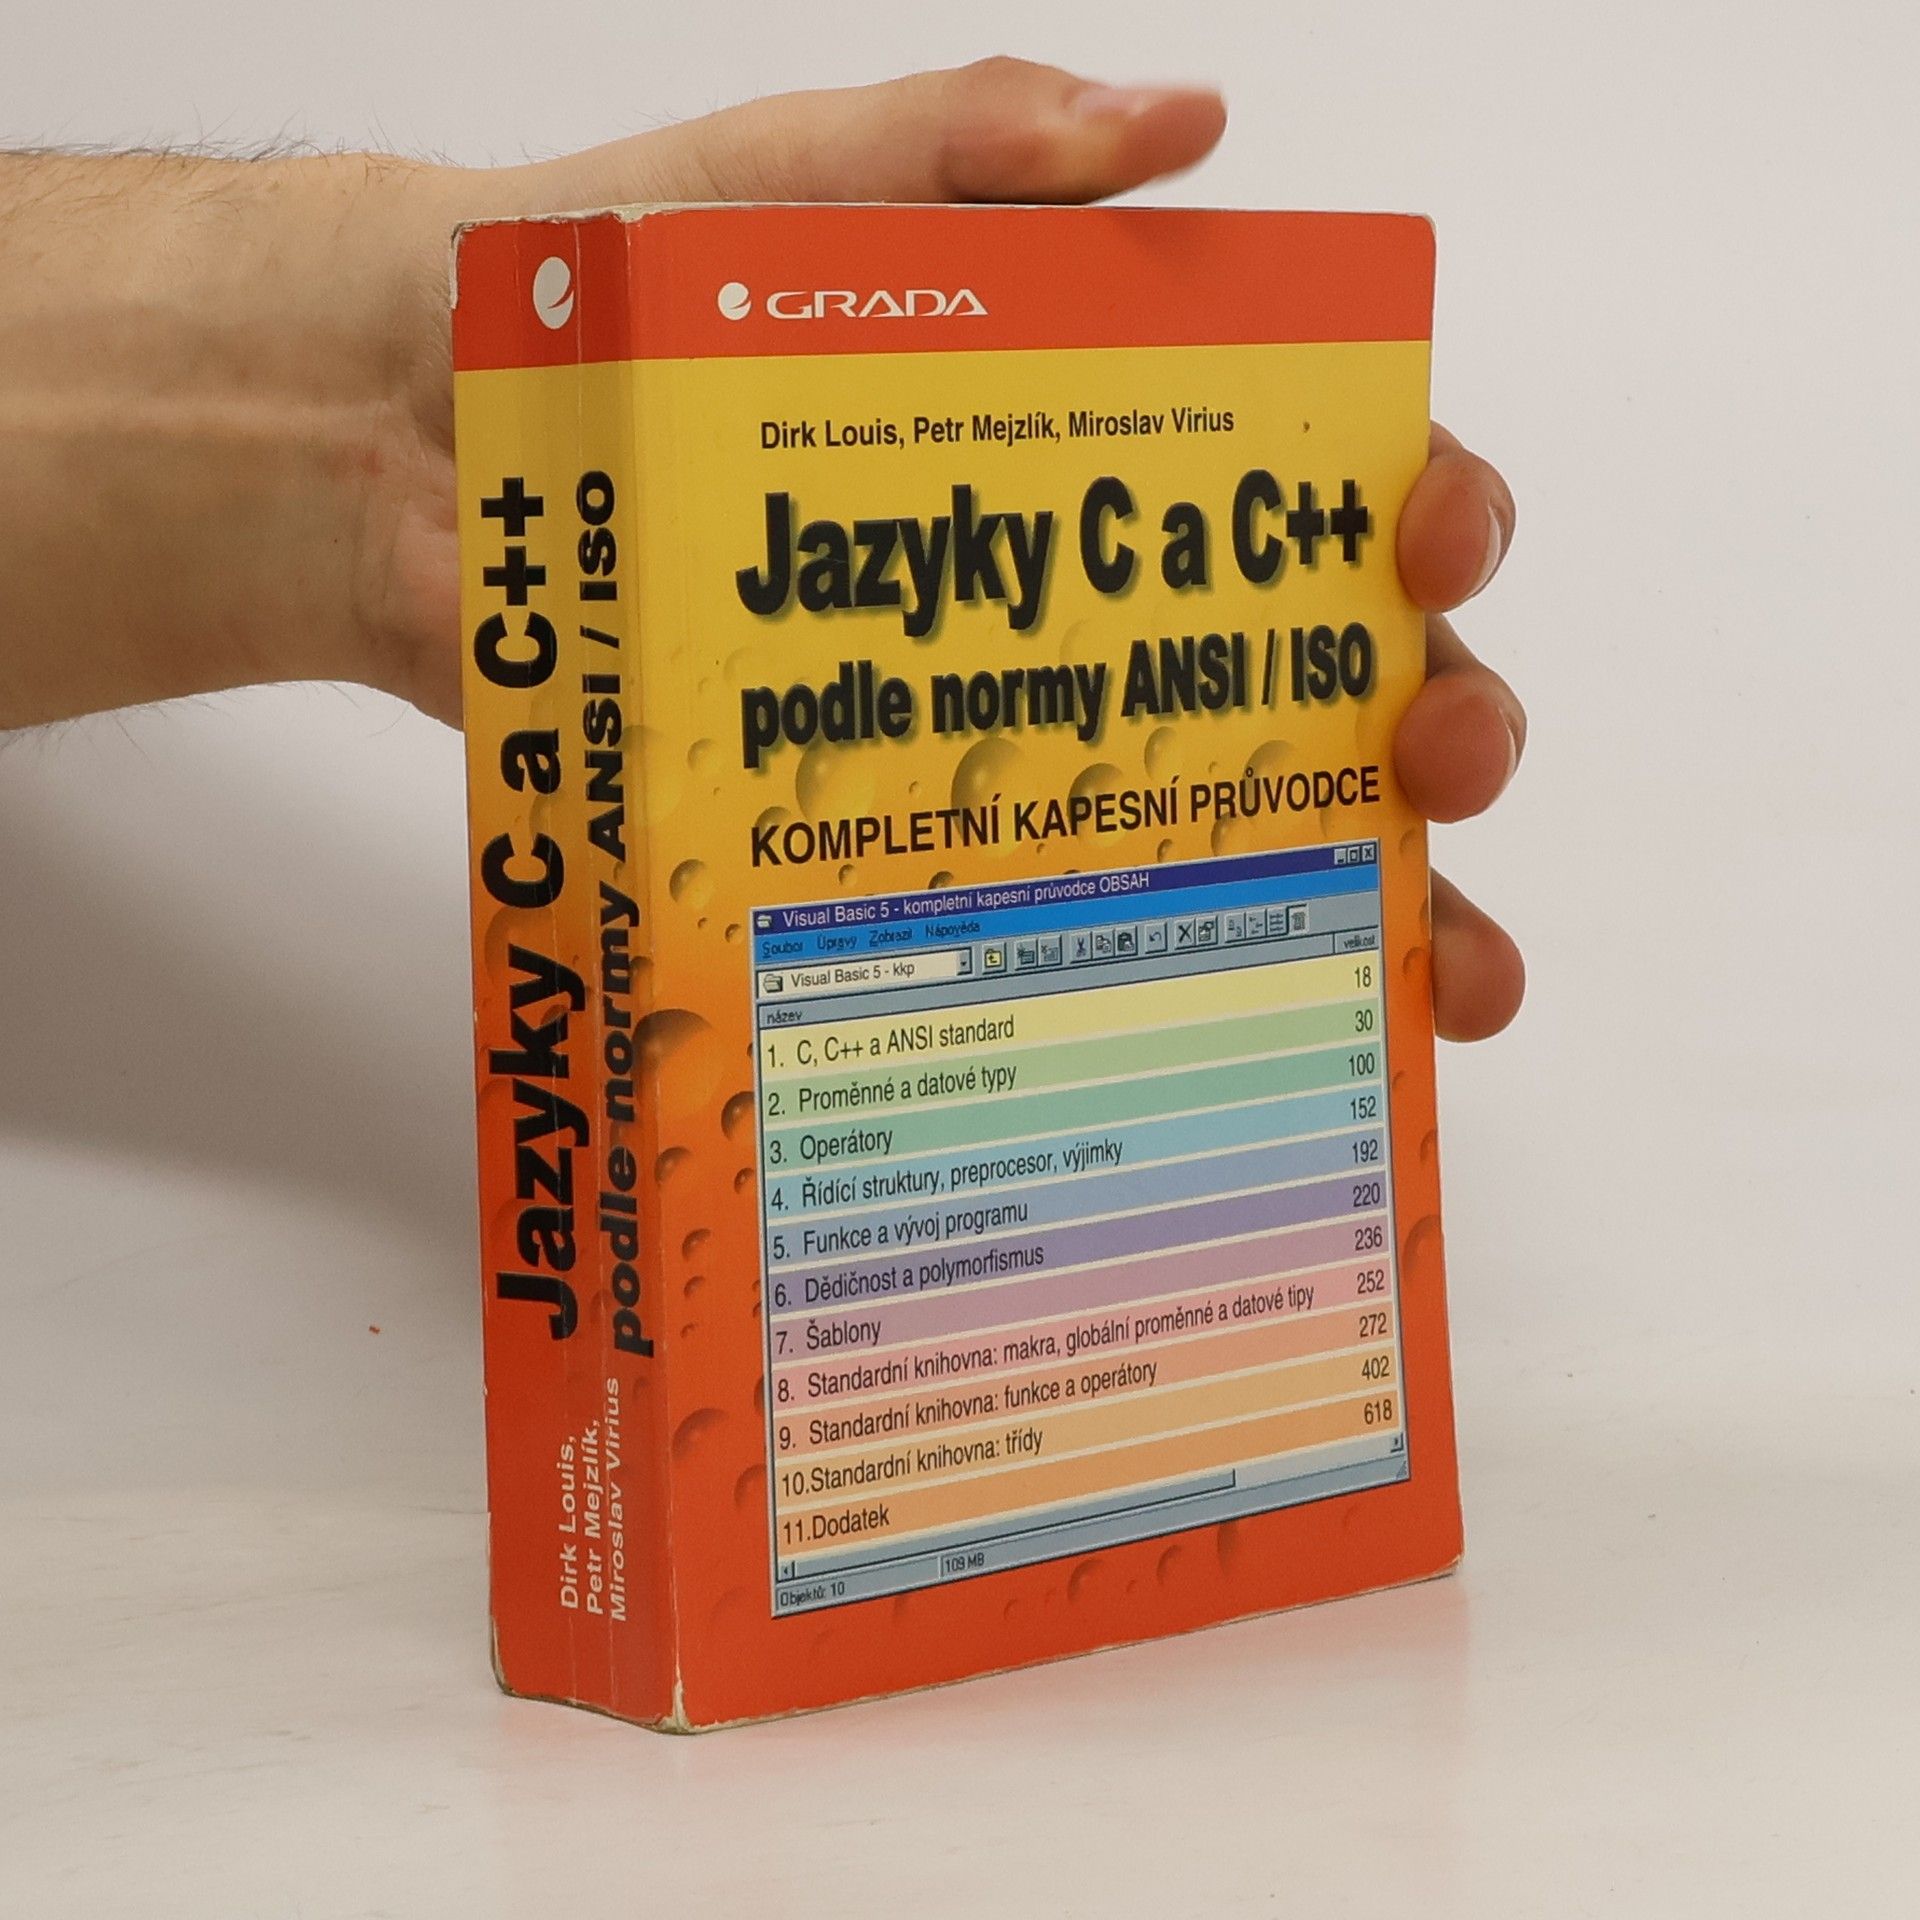 GRADA
Dirk Louis, Petr Mejzlík, Miroslav Virius
Jazyky C a C++
podle normy ANSI / ISO
KOMPLETNÍ KAPESNÍ PRŮVODCE
Visual Basic 5 - kompletní kapesní průvodce OBSAH
Soubor Úpravy Zobrazit Nápověda
Visual Basic 5 - kkp
název velikost
1. C, C++ a ANSI standard 18
2. Proměnné a datové typy 30
3. Operátory 100
4. Řídící struktury, preprocesor, výjimky 152
5. Funkce a vývoj programu 192
6. Dědičnost a polymorfismus 220
7. Šablony 236
8. Standardní knihovna: makra, globální proměnné a datové tipy 252
9. Standardní knihovna: funkce a operátory 272
10.Standardní knihovna: třídy 402
11.Dodatek 618
Objektů: 10 109 MB
Jazyky C a C++
podle normy ANSI / ISO
Dirk Louis,
Petr Mejzlík,
Miroslav Virius